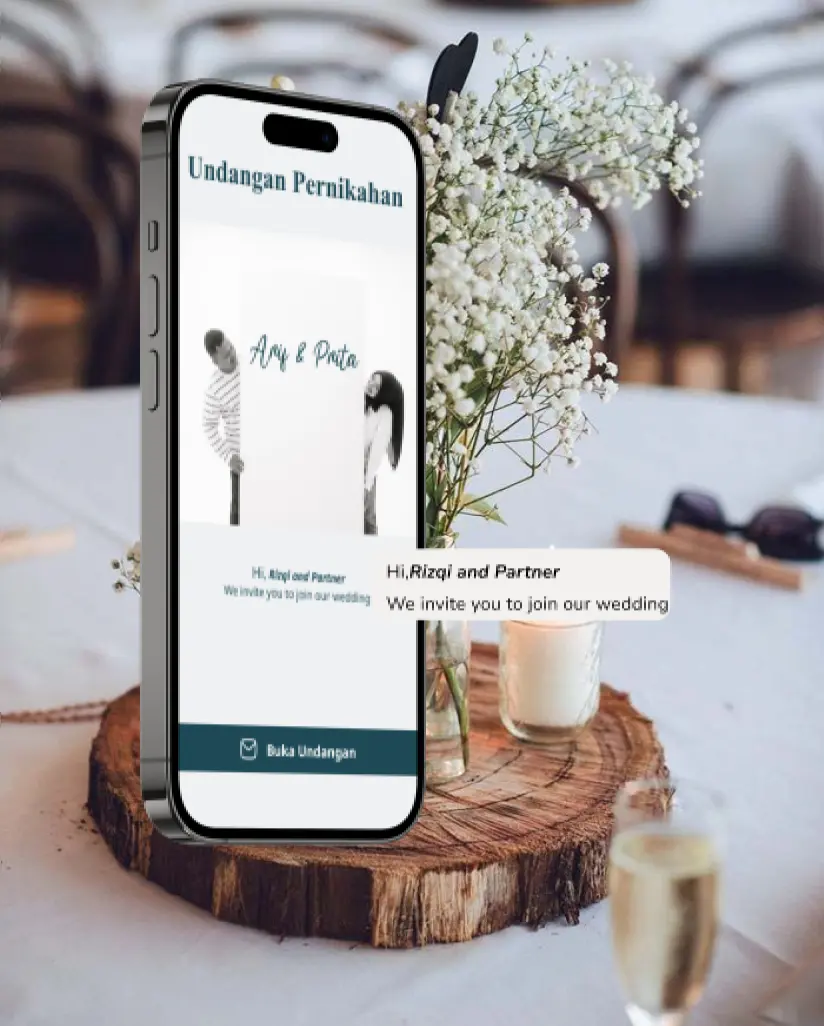 Undangan Pernikahan
Arif & Prita
Hi, Rizqi and Partner
We invite you to join our wedding
Hi,Rizqi and Partner
We invite you to join our wedding
Buka Undangan